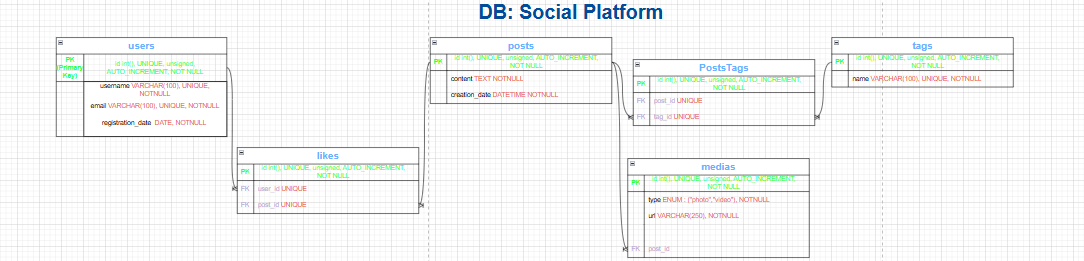 DB: Social Platform
users
PK
(Primary
Key)
id int(), UNIQUE, unsigned,
AUTO_INCREMENT, NOT NULL
username VARCHAR(100), UNIQUE,
NOTNULL
email VARCHAR(100), UNIQUE, NOTNULL
registration_date DATE, NOTNULL
likes
PK
id int(), UNIQUE, unsigned, AUTO_INCREMENT,
NOT NULL
FK user_id UNIQUE
FK post_id UNIQUE
posts
PK
id int(), UNIQUE, unsigned, AUTO_INCREMENT,
NOT NULL
content TEXT NOTNULL
creation_date DATETIME NOTNULL
PostsTags
PK
id int(), UNIQUE, unsigned, AUTO_INCREMENT,
NOT NULL
FK post_id UNIQUE
FK tag_id UNIQUE
medias
PK
id int(), UNIQUE, unsigned, AUTO_INCREMENT,
NOT NULL
type ENUM : ("photo","video"), NOTNULL
url VARCHAR(250), NOTNULL
FK post_id
tags
PK
id int(), UNIQUE, unsigned, AUTO_INCREMENT,
NOT NULL
name VARCHAR(100), UNIQUE, NOTNULL